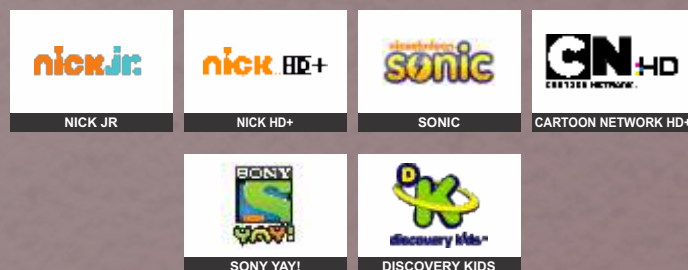 nick jr.
NICK JR
nick HD+
NICK HD+
nickelodeon
sonic
SONIC
CN HD
CARTOON NETWORK
CARTOON NETWORK HD+
SONY
yay!
SONY YAY!
D K
discovery kids
DISCOVERY KIDS